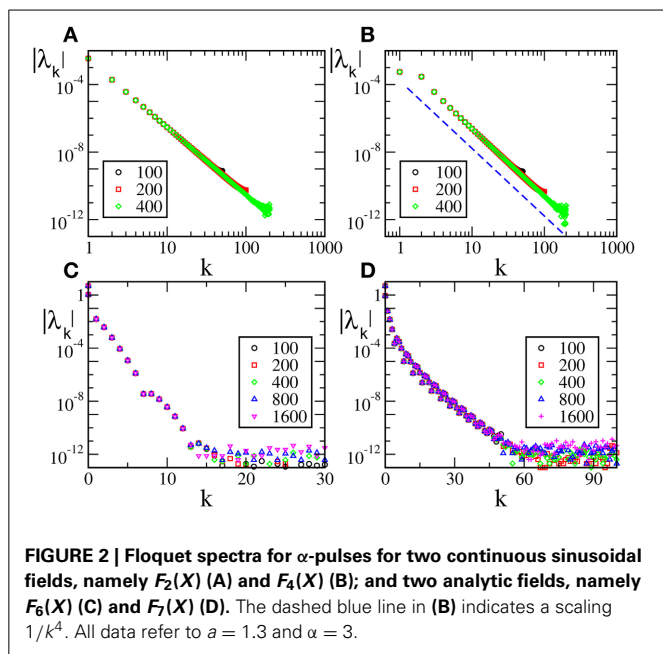 A
B
|λ_k|
|λ_k|
10^-4
10^-4
10^-8
10^-8
100
200
400
100
200
400
10^-12
10^-12
1 10 100 1000
1 10 100 1000
k
k
C
D
1
1
|λ_k|
|λ_k|
10^-4
10^-4
10^-8
10^-8
100
200
400
800
1600
100
200
400
800
1600
10^-12
10^-12
0 10 20 30
0 30 60 90
k
k
FIGURE 2 | Floquet spectra for α-pulses for two continuous sinusoidal
fields, namely F₂(X) (A) and F₄(X) (B); and two analytic fields, namely
F₆(X) (C) and F₇(X) (D). The dashed blue line in (B) indicates a scaling
1/k⁴. All data refer to a = 1.3 and α = 3.